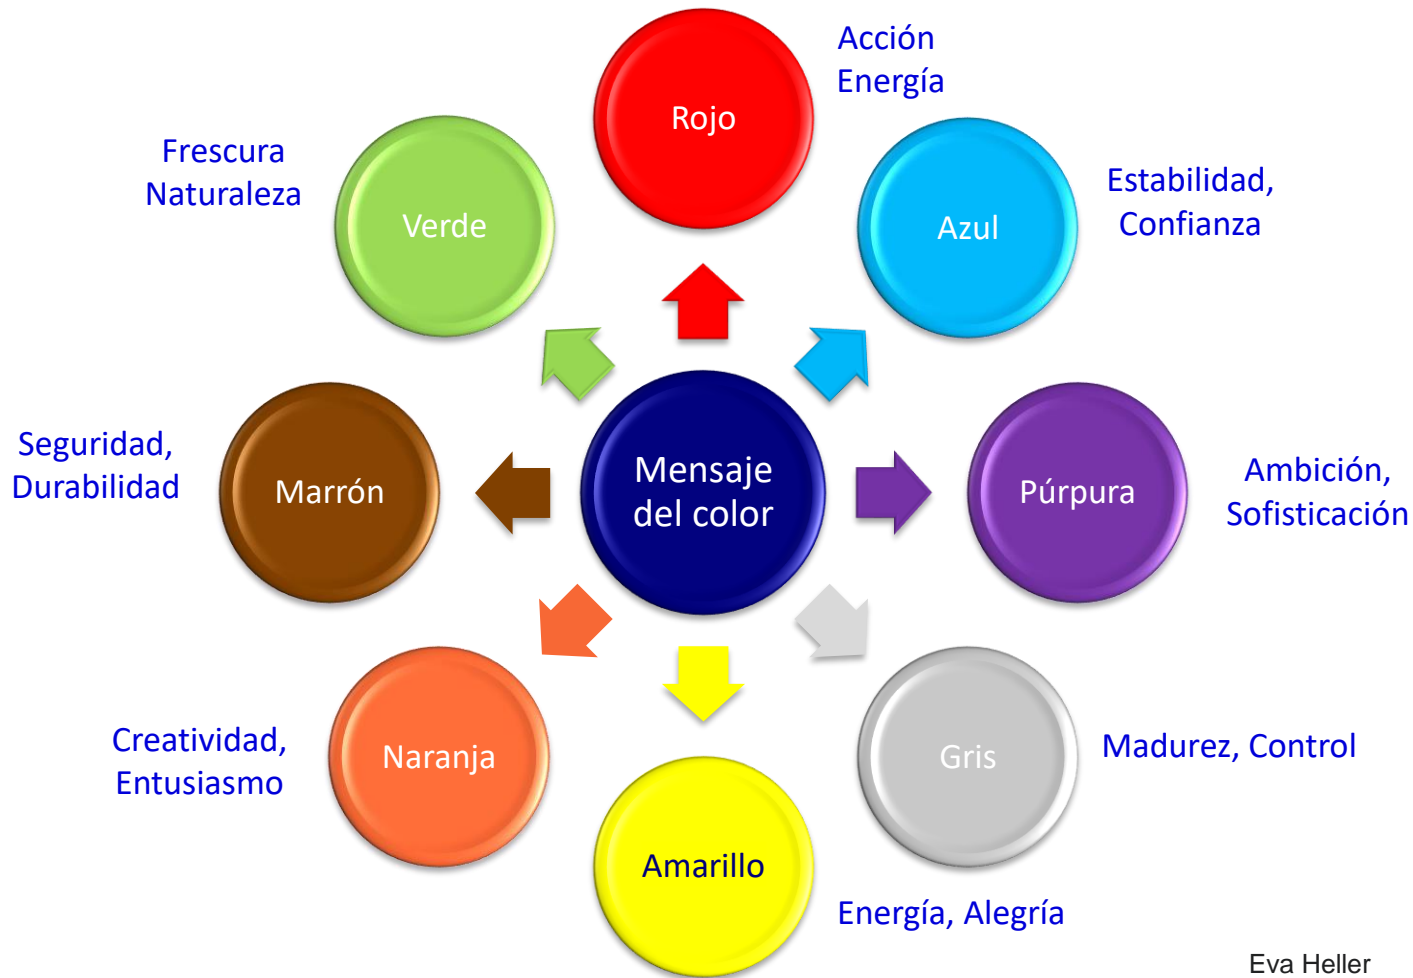 Rojo
Acción
Energía
Azul
Estabilidad,
Confianza
Púrpura
Ambición,
Sofisticación
Gris
Madurez, Control
Amarillo
Energía, Alegría
Naranja
Creatividad,
Entusiasmo
Marrón
Seguridad,
Durabilidad
Verde
Frescura
Naturaleza
Mensaje
del color
Eva Heller